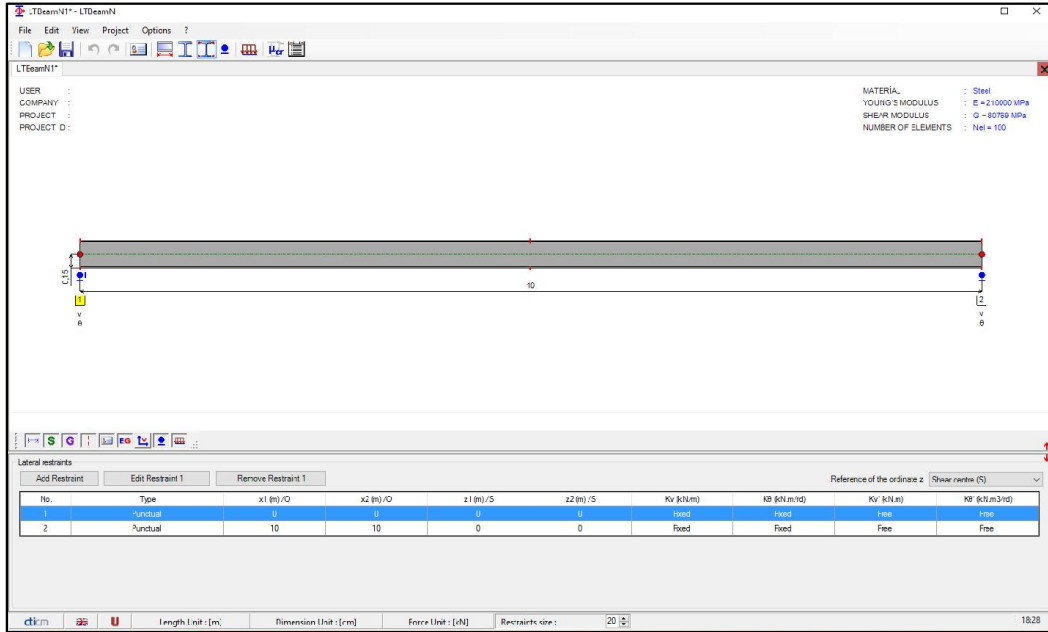 LTBeamN1* - LTBeamN
File Edit View Project Options ?
μcr
LTBeamN1*
USER :
COMPANY :
PROJECT :
PROJECT ID :
MATERIAL : Steel
YOUNG'S MODULUS : E = 210000 MPa
SHEAR MODULUS : G = 80769 MPa
NUMBER OF ELEMENTS : Nel = 100
0,15
10
1
v
θ
2
v
θ
S G EG
Lateral restraints
Add Restraint Edit Restraint 1 Remove Restraint 1 Reference of the ordinate z Shear centre (S)
No. Type x1 (m) /O x2 (m) /O z1 (m) /S z2 (m) /S Kv (kN/m) Kθ (kN.m/rd) Kv' (kN.m) Kθ' (kN.m3/rd)
1 Punctual 0 0 0 0 Fixed Fixed Free Free
2 Punctual 10 10 0 0 Fixed Fixed Free Free
cticm U Length Unit : [m] Dimension Unit : [cm] Force Unit : [kN] Restraints size : 20 18:28